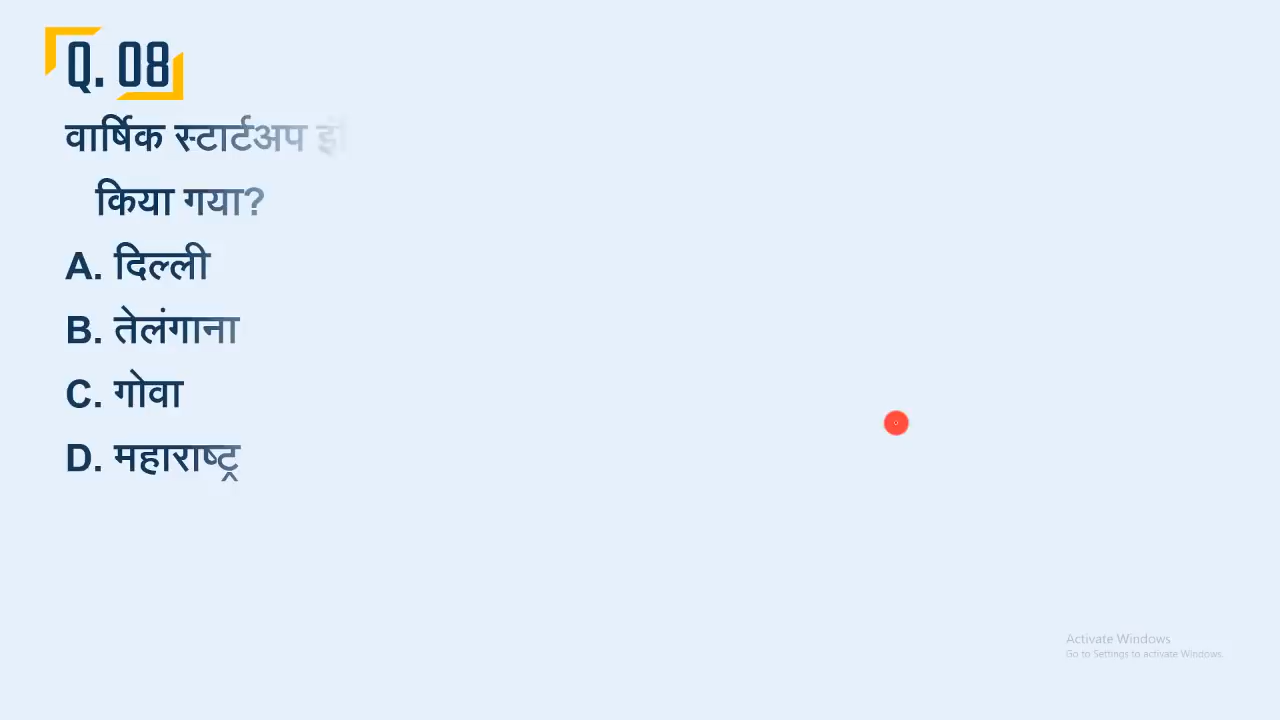 Q. 08
वार्षिक स्टार्टअप
किया गया?
A. दिल्ली
B. तेलंगाना
C. गोवा
D. महाराष्ट्र
Activate Windows
Go to Settings to activate Windows.